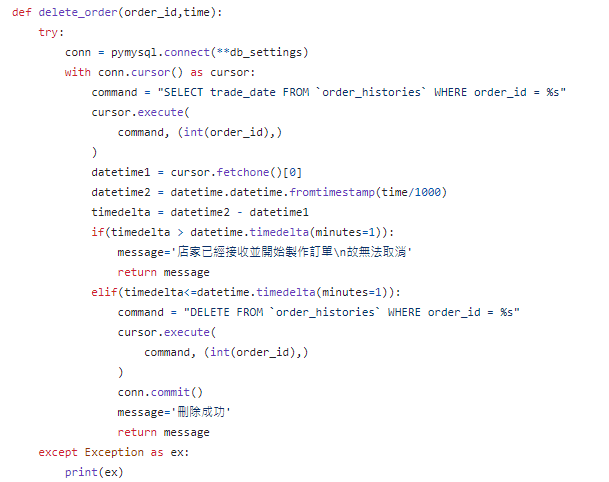 def delete_order(order_id,time):
    try:
        conn = pymysql.connect(**db_settings)
        with conn.cursor() as cursor:
            command = "SELECT trade_date FROM `order_histories` WHERE order_id = %s"
            cursor.execute(
                command, (int(order_id),)
            )
            datetime1 = cursor.fetchone()[0]
            datetime2 = datetime.datetime.fromtimestamp(time/1000)
            timedelta = datetime2 - datetime1
            if(timedelta > datetime.timedelta(minutes=1)):
                message='店家已經接收並開始製作訂單\n故無法取消'
                return message
            elif(timedelta<=datetime.timedelta(minutes=1)):
                command = "DELETE FROM `order_histories` WHERE order_id = %s"
                cursor.execute(
                    command, (int(order_id),)
                )
                conn.commit()
                message='刪除成功'
                return message
    except Exception as ex:
        print(ex)